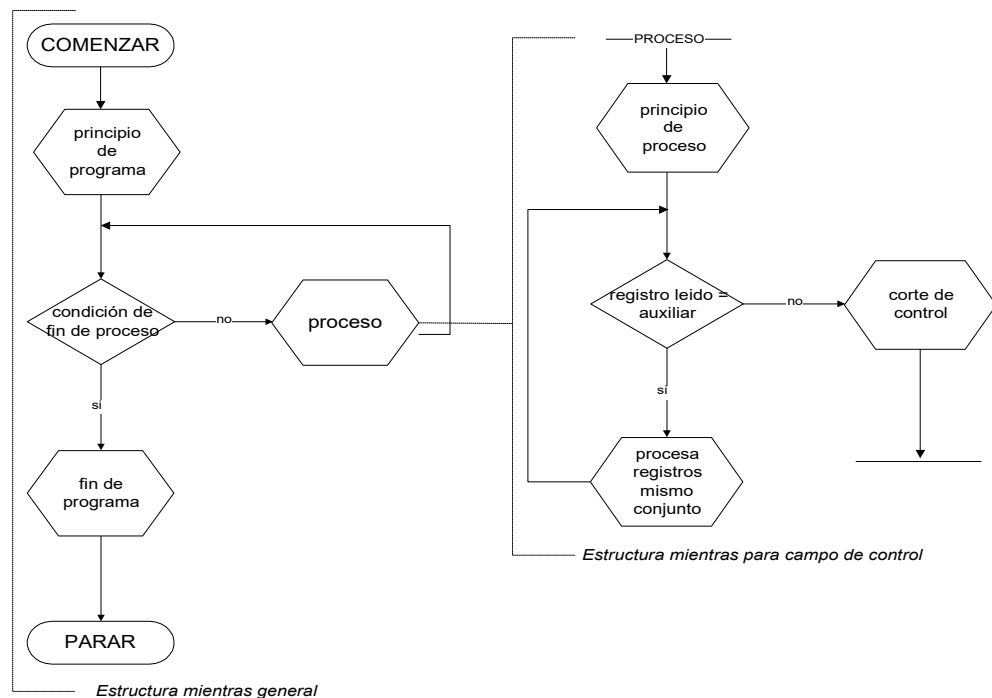 COMENZAR
principio
de
programa
condición de
fin de proceso
no
proceso
sí
fin de
programa
PARAR
Estructura mientras general
PROCESO
principio
de
proceso
registro leido =
auxiliar
no
corte de
control
si
procesa
registros
mismo
conjunto
Estructura mientras para campo de control